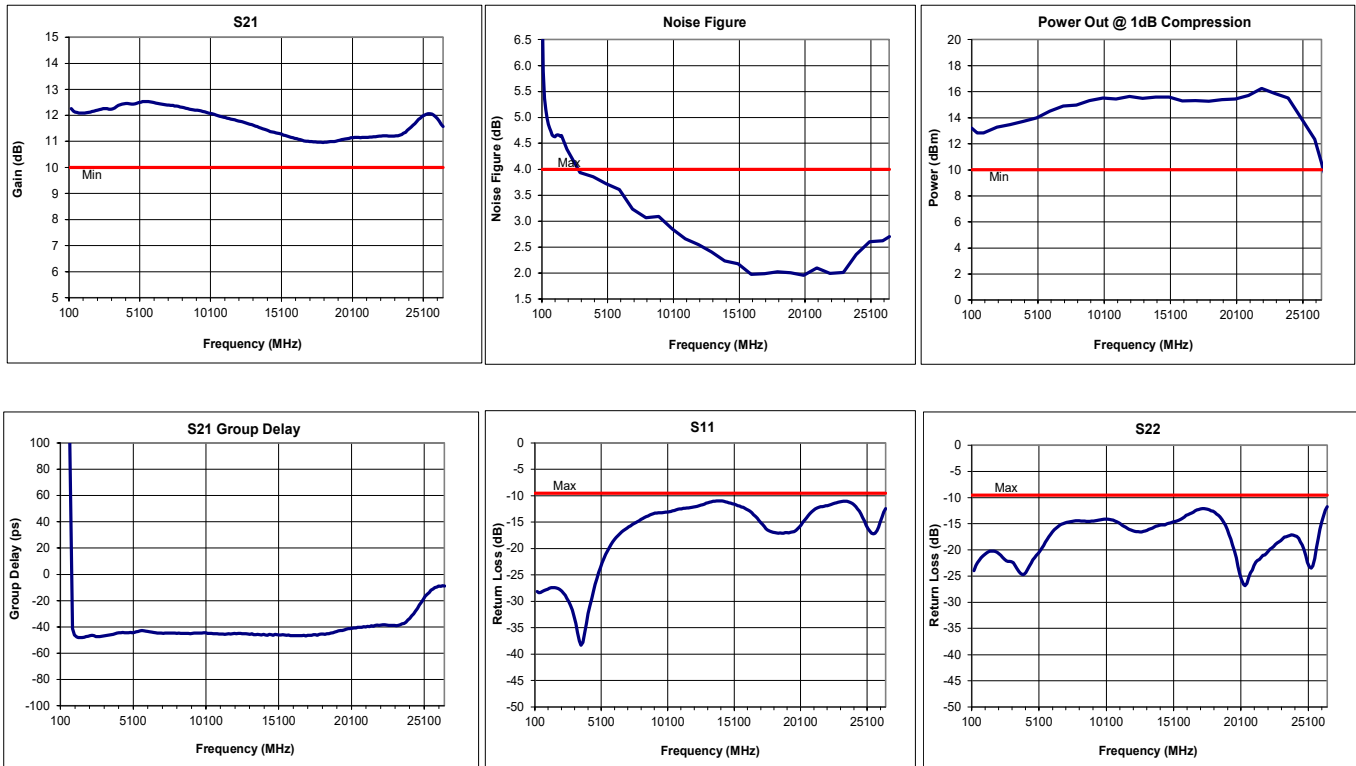 S21
15
14
13
12
11
10
9
8
7
6
5
Gain (dB)
Min
100 5100 10100 15100 20100 25100
Frequency (MHz)
Noise Figure
6.5
6.0
5.5
5.0
4.5
4.0
3.5
3.0
2.5
2.0
1.5
Noise Figure (dB)
Max
100 5100 10100 15100 20100 25100
Frequency (MHz)
Power Out @ 1dB Compression
20
18
16
14
12
10
8
6
4
2
0
Power (dBm)
Min
100 5100 10100 15100 20100 25100
Frequency (MHz)
S21 Group Delay
100
80
60
40
20
0
-20
-40
-60
-80
-100
Group Delay (ps)
100 5100 10100 15100 20100 25100
Frequency (MHz)
S11
0
-5
-10
-15
-20
-25
-30
-35
-40
-45
-50
Return Loss (dB)
Max
100 5100 10100 15100 20100 25100
Frequency (MHz)
S22
0
-5
-10
-15
-20
-25
-30
-35
-40
-45
-50
Return Loss (dB)
Max
100 5100 10100 15100 20100 25100
Frequency (MHz)